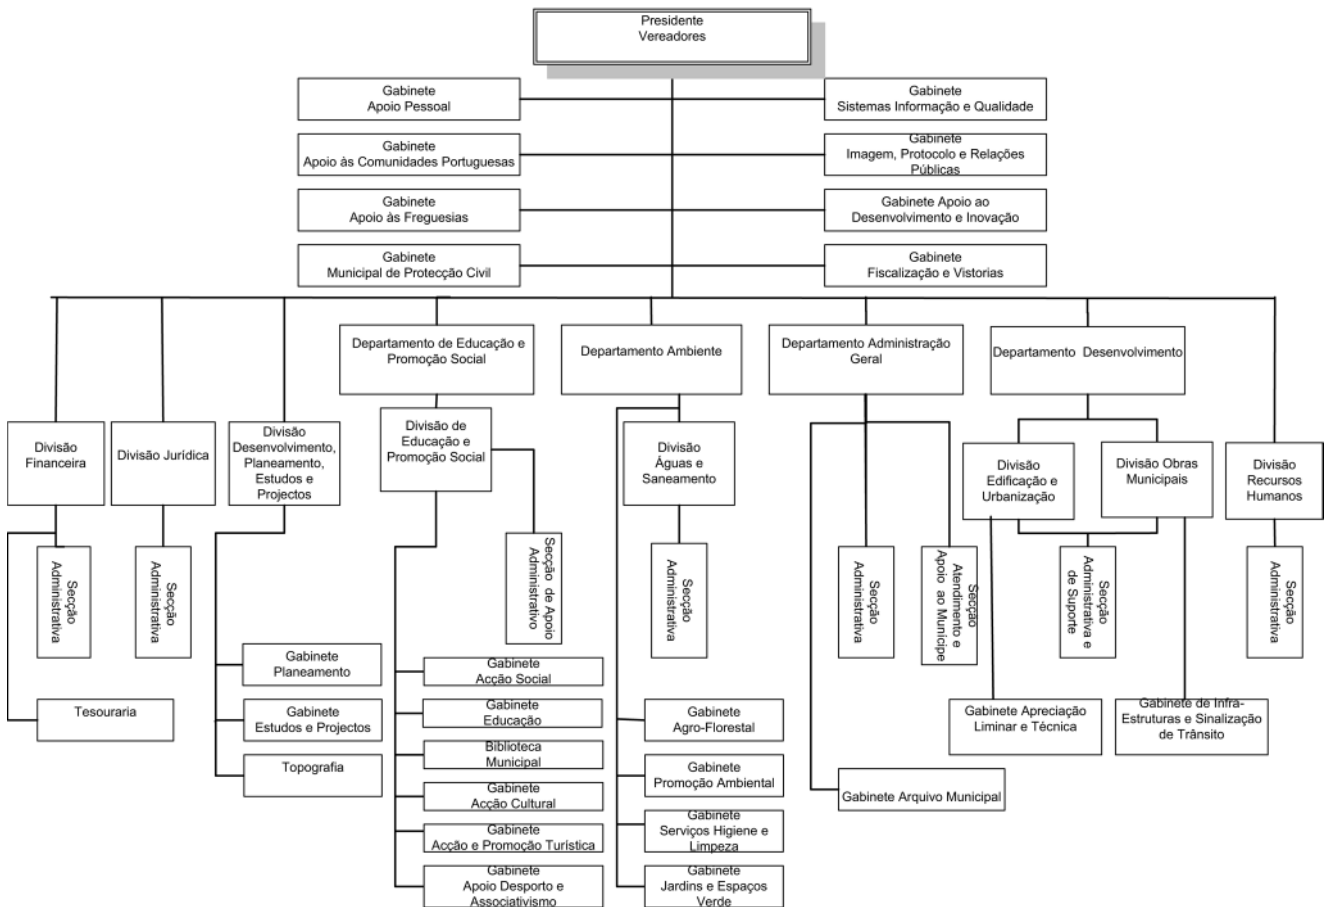 Presidente
Vereadores
Gabinete
Apoio Pessoal
Gabinete
Sistemas Informação e Qualidade
Gabinete
Apoio às Comunidades Portuguesas
Gabinete
Imagem, Protocolo e Relações
Públicas
Gabinete
Apoio às Freguesias
Gabinete Apoio ao
Desenvolvimento e Inovação
Gabinete
Municipal de Protecção Civil
Gabinete
Fiscalização e Vistorias
Departamento de Educação e
Promoção Social
Departamento Ambiente
Departamento Administração
Geral
Departamento Desenvolvimento
Divisão
Financeira
Divisão Jurídica
Divisão
Desenvolvimento,
Planeamento,
Estudos e
Projectos
Divisão de
Educação e
Promoção Social
Divisão
Águas e
Saneamento
Divisão
Edificação e
Urbanização
Divisão Obras
Municipais
Divisão
Recursos
Humanos
Secção
Administrativa
Secção
Administrativa
Secção de Apoio
Administrativo
Secção
Administrativa
Secção
Administrativa
Secção
Atendimento e
Apoio ao Municipe
Secção
Administrativa e
de Suporte
Secção
Administrativa
Tesouraria
Gabinete
Planeamento
Gabinete
Estudos e Projectos
Topografia
Gabinete
Acção Social
Gabinete
Educação
Biblioteca
Municipal
Gabinete
Acção Cultural
Gabinete
Acção e Promoção Turística
Gabinete
Apoio Desporto e
Associativismo
Gabinete
Agro-Florestal
Gabinete
Promoção Ambiental
Gabinete
Serviços Higiene e
Limpeza
Gabinete
Jardins e Espaços
Verde
Gabinete Arquivo Municipal
Gabinete Apreciação
Liminar e Técnica
Gabinete de Infra-
Estruturas e Sinalização
de Trânsito